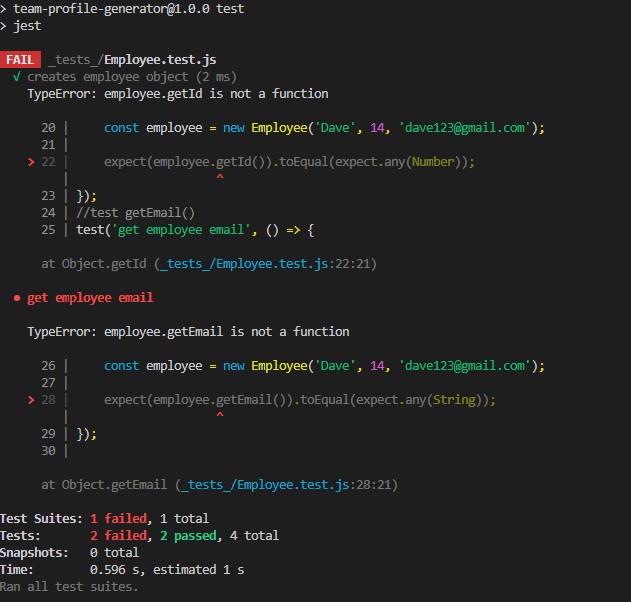 > team-profile-generator@1.0.0 test
> jest
FAIL _tests_/Employee.test.js
√ creates employee object (2 ms)
TypeError: employee.getId is not a function
20 | const employee = new Employee('Dave', 14, 'dave123@gmail.com');
21 |
> 22 | expect(employee.getId()).toEqual(expect.any(Number));
| ^
23 | });
24 | //test getEmail()
25 | test('get employee email', () => {
at Object.getId (_tests_/Employee.test.js:22:21)
● get employee email
TypeError: employee.getEmail is not a function
26 | const employee = new Employee('Dave', 14, 'dave123@gmail.com');
27 |
> 28 | expect(employee.getEmail()).toEqual(expect.any(String));
| ^
29 | });
30 |
at Object.getEmail (_tests_/Employee.test.js:28:21)
Test Suites: 1 failed, 1 total
Tests: 2 failed, 2 passed, 4 total
Snapshots: 0 total
Time: 0.596 s, estimated 1 s
Ran all test suites.